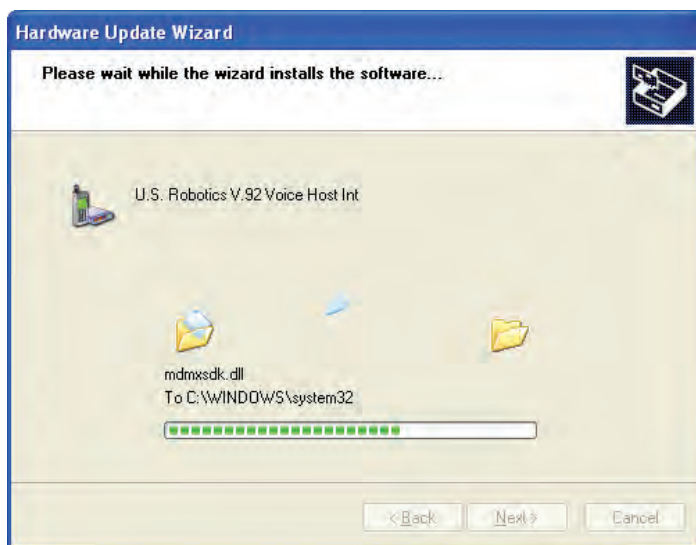 Hardware Update Wizard
Please wait while the wizard installs the software...
U.S. Robotics V.92 Voice Host Int
mdmxsdk.dll
To C:\WINDOWS\system32
< Back Next > Cancel